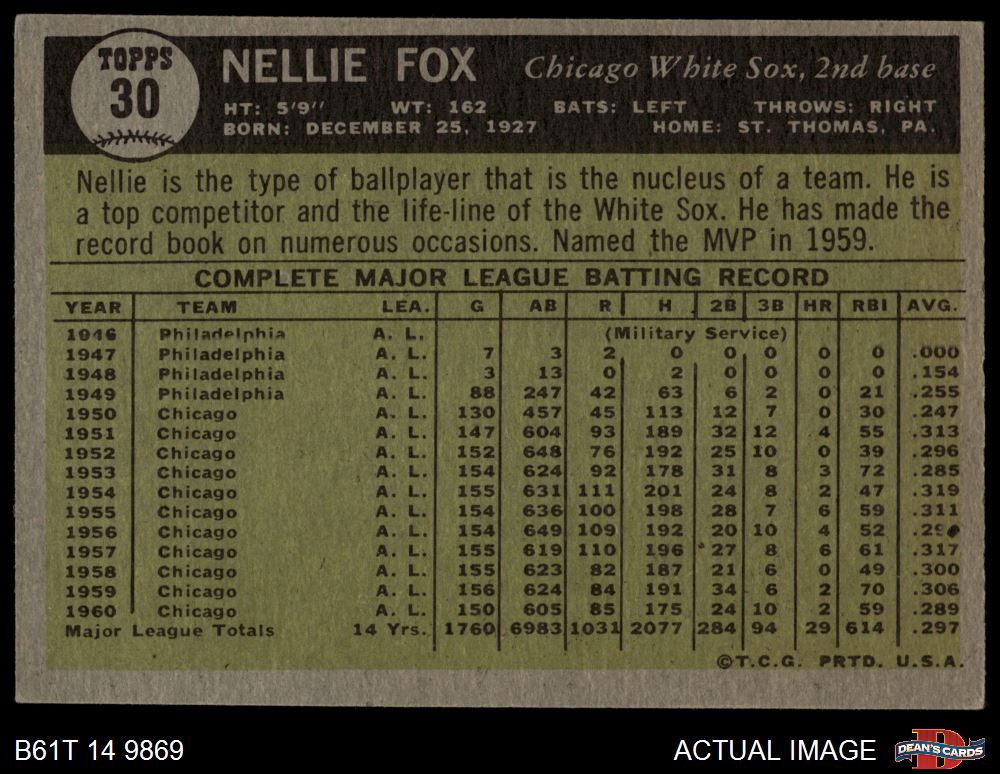 TOPPS
30
NELLIE FOX Chicago White Sox, 2nd base
HT: 5'9" WT: 162 BATS: LEFT THROWS: RIGHT
BORN: DECEMBER 25, 1927 HOME: ST. THOMAS, PA.
Nellie is the type of ballplayer that is the nucleus of a team. He is
a top competitor and the life-line of the White Sox. He has made the
record book on numerous occasions. Named the MVP in 1959.
COMPLETE MAJOR LEAGUE BATTING RECORD
YEAR TEAM LEA. G AB R H 2B 3B HR RBI AVG.
1946 Philadelphia A. L. (Military Service)
1947 Philadelphia A. L. 7 3 2 0 0 0 0 0 .000
1948 Philadelphia A. L. 3 13 0 2 0 0 0 0 .154
1949 Philadelphia A. L. 88 247 42 63 6 2 0 21 .255
1950 Chicago A. L. 130 457 45 113 12 7 0 30 .247
1951 Chicago A. L. 147 604 93 189 32 12 4 55 .313
1952 Chicago A. L. 152 648 76 192 25 10 0 39 .296
1953 Chicago A. L. 154 624 92 178 31 8 3 72 .285
1954 Chicago A. L. 155 631 111 201 24 8 2 47 .319
1955 Chicago A. L. 154 636 100 198 28 7 6 59 .311
1956 Chicago A. L. 154 649 109 192 20 10 4 52
1957 Chicago A. L. 155 619 110 196 27 8 6 61 .317
1958 Chicago A. L. 155 623 82 187 21 6 0 49 .300
1959 Chicago A. L. 156 624 84 191 34 6 2 70 .306
1960 Chicago A. L. 150 605 85 175 24 10 2 59 .289
Major League Totals 14 Yrs. 1760 6983 1031 2077 284 94 29 614 .297
©T.C.G. PRTD. U.S.A.
B61T 14 9869 ACTUAL IMAGE DEAN'S CARDS